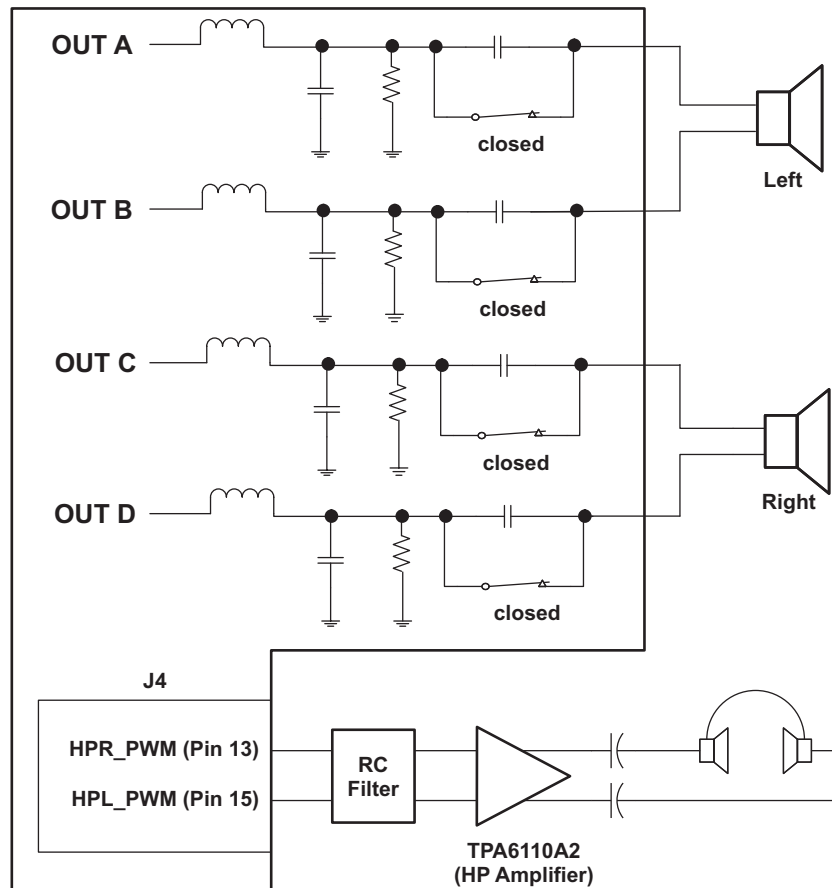 OUT A
closed
Left
OUT B
closed
OUT C
closed
Right
OUT D
closed
J4
HPR_PWM (Pin 13)
HPL_PWM (Pin 15)
RC
Filter
TPA6110A2
(HP Amplifier)